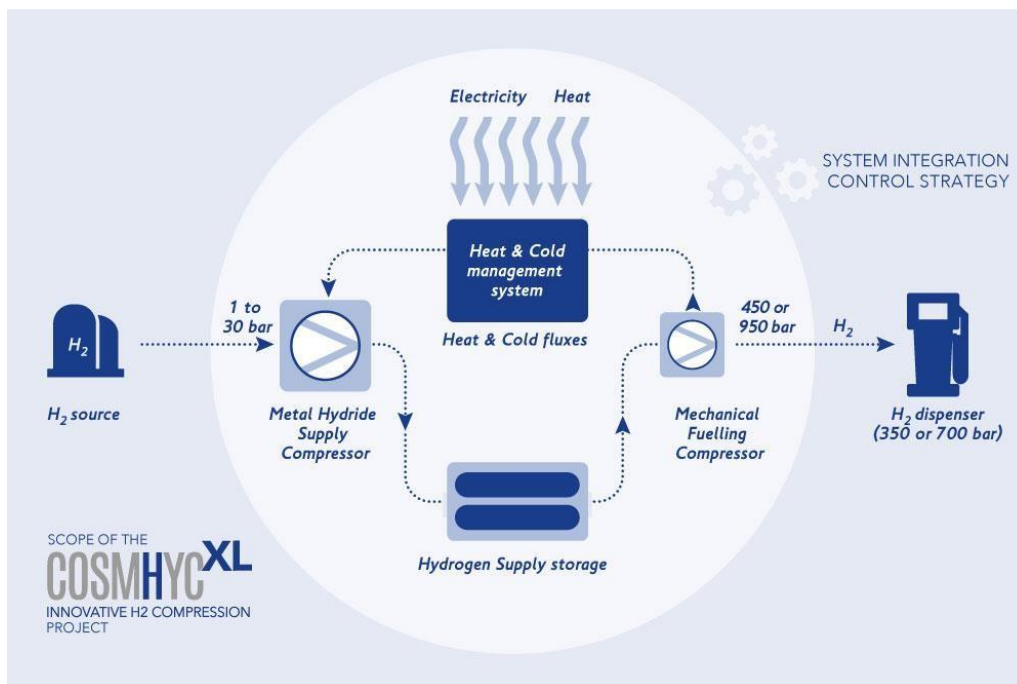 Electricity Heat
SYSTEM INTEGRATION
CONTROL STRATEGY
Heat & Cold
management
system
Heat & Cold fluxes
1 to
30 bar
450 or
950 bar
H₂
H₂
H₂ source
Metal Hydride
Supply
Compressor
Mechanical
Fuelling
Compressor
H₂ dispenser
(350 or 700 bar)
Hydrogen Supply storage
SCOPE OF THE
COSMHYC XL
INNOVATIVE H2 COMPRESSION
PROJECT